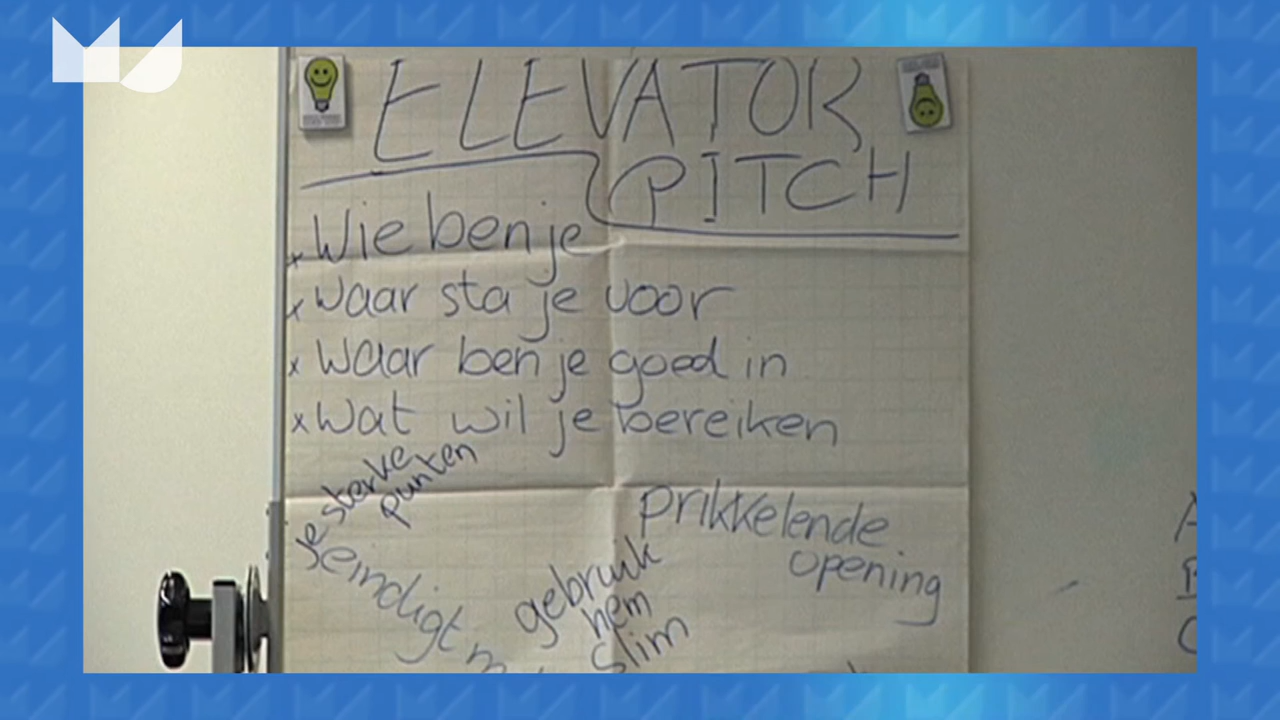 ELEVATOR
PITCH
x Wie ben je
x Waar sta je voor
x Waar ben je goed in
x Wat wil je bereiken
je sterke
punten
prikkelende
opening
eindigt
gebruik
hem
slim
A
B
C